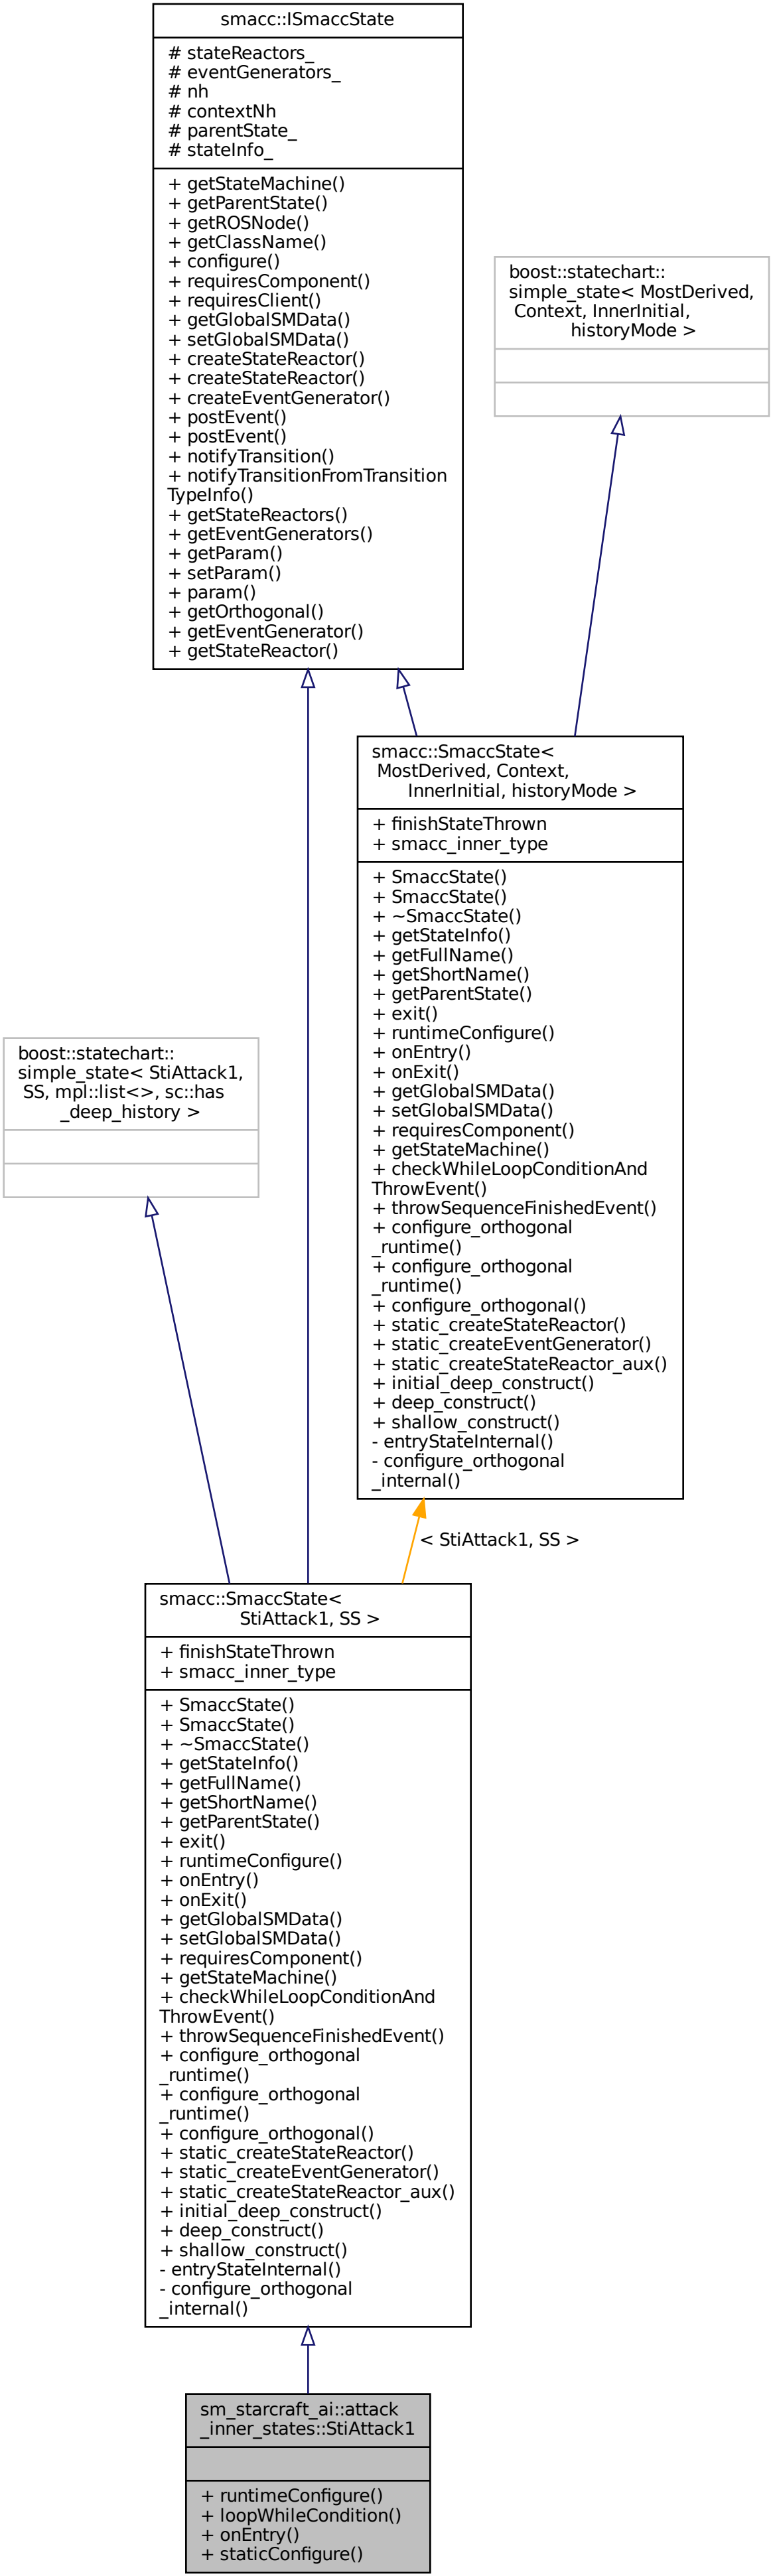 smacc::ISmaccState
# stateReactors_
# eventGenerators_
# nh
# contextNh
# parentState_
# stateInfo_
+ getStateMachine()
+ getParentState()
+ getROSNode()
+ getClassName()
+ configure()
+ requiresComponent()
+ requiresClient()
+ getGlobalSMData()
+ setGlobalSMData()
+ createStateReactor()
+ createStateReactor()
+ createEventGenerator()
+ postEvent()
+ postEvent()
+ notifyTransition()
+ notifyTransitionFromTransition
TypeInfo()
+ getStateReactors()
+ getEventGenerators()
+ getParam()
+ setParam()
+ param()
+ getOrthogonal()
+ getEventGenerator()
+ getStateReactor()
boost::statechart::
simple_state< MostDerived,
Context, InnerInitial,
historyMode >
smacc::SmaccState<
MostDerived, Context,
InnerInitial, historyMode >
+ finishStateThrown
+ smacc_inner_type
+ SmaccState()
+ SmaccState()
+ ~SmaccState()
+ getStateInfo()
+ getFullName()
+ getShortName()
+ getParentState()
+ exit()
+ runtimeConfigure()
+ onEntry()
+ onExit()
+ getGlobalSMData()
+ setGlobalSMData()
+ requiresComponent()
+ getStateMachine()
+ checkWhileLoopConditionAnd
ThrowEvent()
+ throwSequenceFinishedEvent()
+ configure_orthogonal
_runtime()
+ configure_orthogonal
_runtime()
+ configure_orthogonal()
+ static_createStateReactor()
+ static_createEventGenerator()
+ static_createStateReactor_aux()
+ initial_deep_construct()
+ deep_construct()
+ shallow_construct()
- entryStateInternal()
- configure_orthogonal
_internal()
boost::statechart::
simple_state< StiAttack1,
SS, mpl::list<>, sc::has
_deep_history >
< StiAttack1, SS >
smacc::SmaccState<
StiAttack1, SS >
+ finishStateThrown
+ smacc_inner_type
+ SmaccState()
+ SmaccState()
+ ~SmaccState()
+ getStateInfo()
+ getFullName()
+ getShortName()
+ getParentState()
+ exit()
+ runtimeConfigure()
+ onEntry()
+ onExit()
+ getGlobalSMData()
+ setGlobalSMData()
+ requiresComponent()
+ getStateMachine()
+ checkWhileLoopConditionAnd
ThrowEvent()
+ throwSequenceFinishedEvent()
+ configure_orthogonal
_runtime()
+ configure_orthogonal
_runtime()
+ configure_orthogonal()
+ static_createStateReactor()
+ static_createEventGenerator()
+ static_createStateReactor_aux()
+ initial_deep_construct()
+ deep_construct()
+ shallow_construct()
- entryStateInternal()
- configure_orthogonal
_internal()
sm_starcraft_ai::attack
_inner_states::StiAttack1
+ runtimeConfigure()
+ loopWhileCondition()
+ onEntry()
+ staticConfigure()